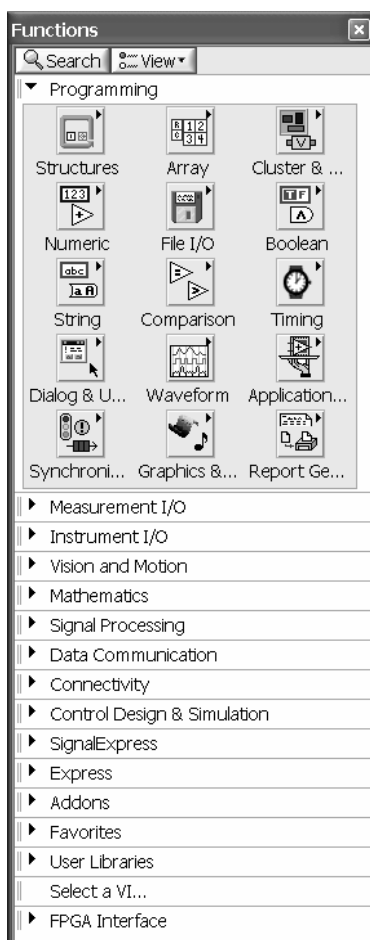 Functions
Search View
Programming
Structures Array Cluster & ...
123
Numeric File I/O Boolean
String Comparison Timing
Dialog & U... Waveform Application...
Synchroni... Graphics &... Report Ge...
Measurement I/O
Instrument I/O
Vision and Motion
Mathematics
Signal Processing
Data Communication
Connectivity
Control Design & Simulation
SignalExpress
Express
Addons
Favorites
User Libraries
Select a VI...
FPGA Interface